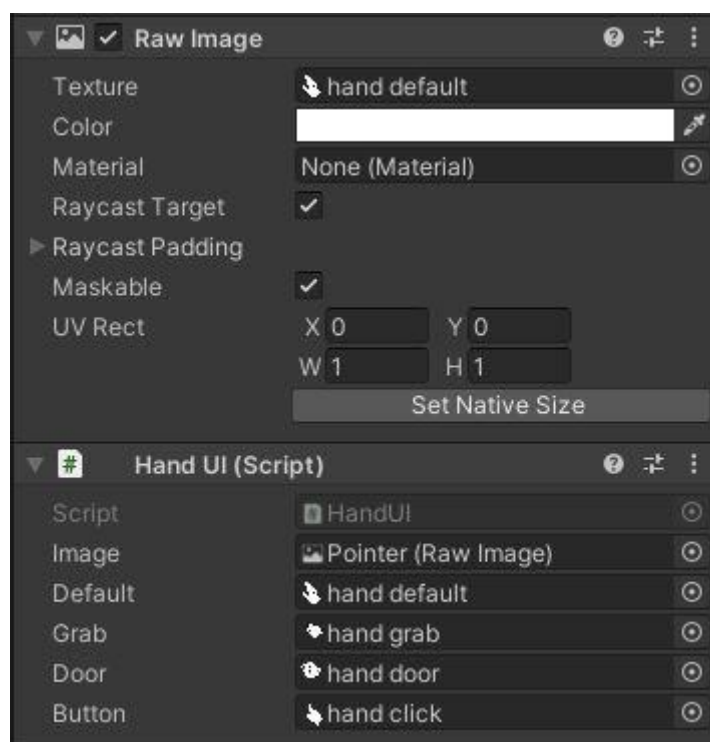 Raw Image
Texture hand default
Color
Material None (Material)
Raycast Target
Raycast Padding
Maskable
UV Rect X 0 Y 0
W 1 H 1
Set Native Size
# Hand UI (Script)
Script HandUI
Image Pointer (Raw Image)
Default hand default
Grab hand grab
Door hand door
Button hand click